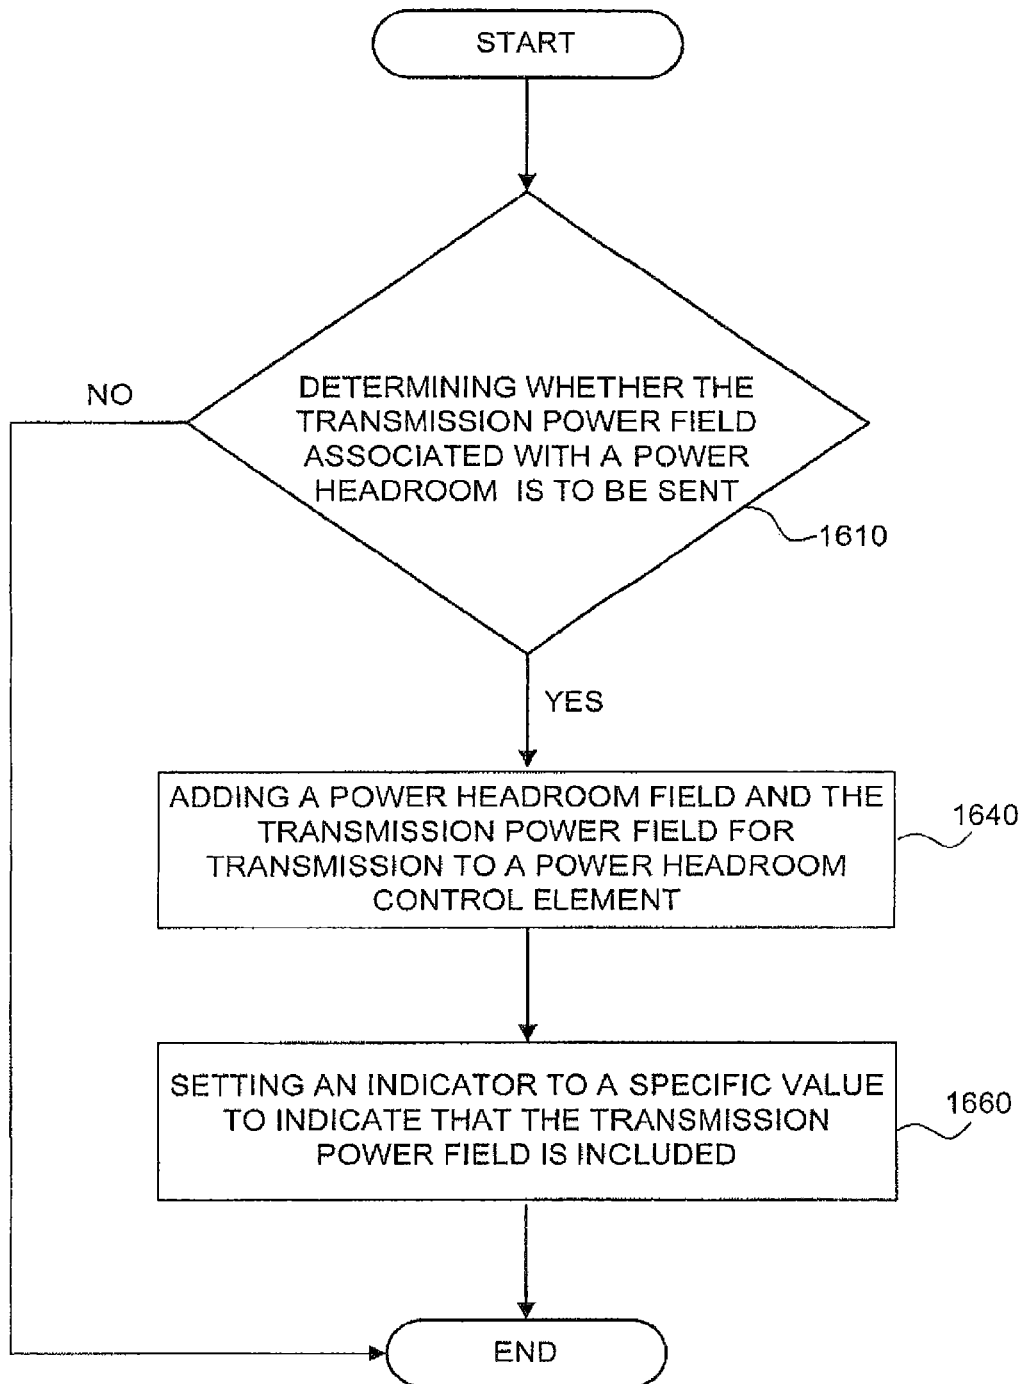 START
NO
DETERMINING WHETHER THE
TRANSMISSION POWER FIELD
ASSOCIATED WITH A POWER
HEADROOM IS TO BE SENT
1610
YES
ADDING A POWER HEADROOM FIELD AND THE
TRANSMISSION POWER FIELD FOR
TRANSMISSION TO A POWER HEADROOM
CONTROL ELEMENT
1640
SETTING AN INDICATOR TO A SPECIFIC VALUE
TO INDICATE THAT THE TRANSMISSION
POWER FIELD IS INCLUDED
1660
END